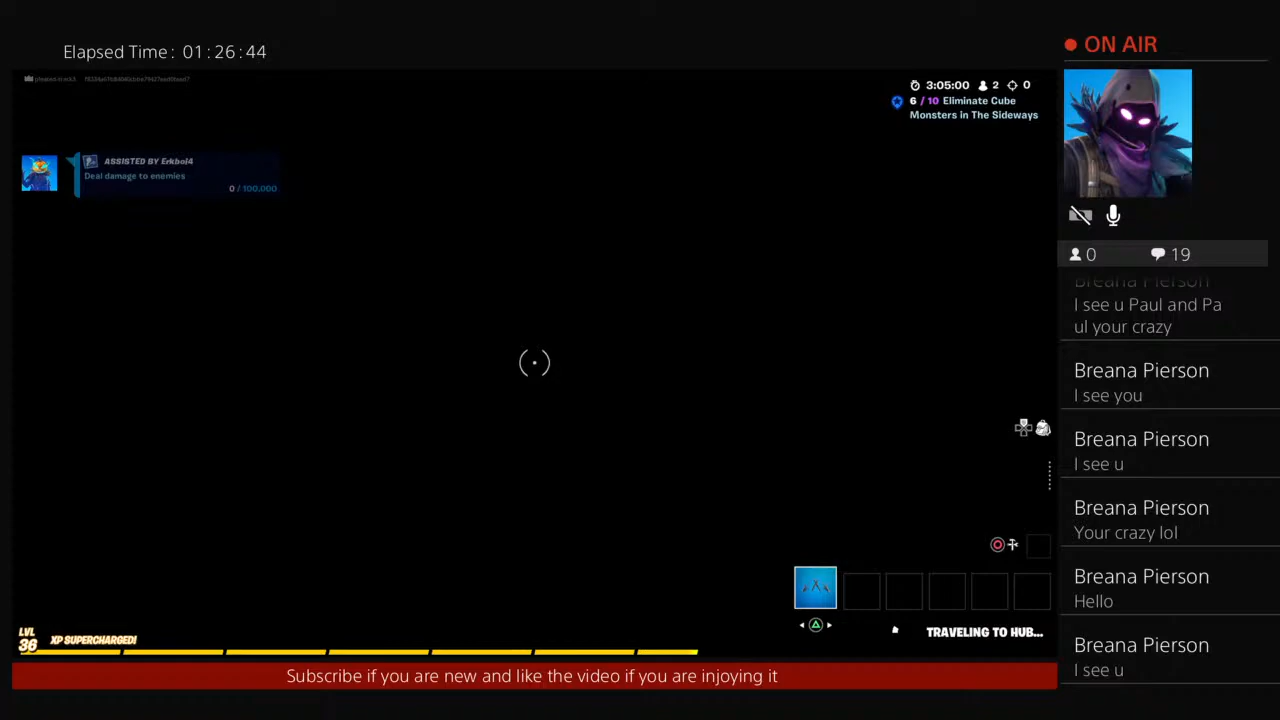 Elapsed Time: 01:26:44
ON AIR
3:05:00 2 0
6 / 10 Eliminate Cube
Monsters in The Sideways
ASSISTED BY Erkboi4
Deal damage to enemies
0 / 100,000
0 19
Breana Pierson
I see u Paul and Pa
ul your crazy
Breana Pierson
I see you
Breana Pierson
I see u
Breana Pierson
Your crazy lol
Breana Pierson
Hello
Breana Pierson
I see u
TRAVELING TO HUB...
LVL
36 XP SUPERCHARGED!
Subscribe if you are new and like the video if you are injoying it